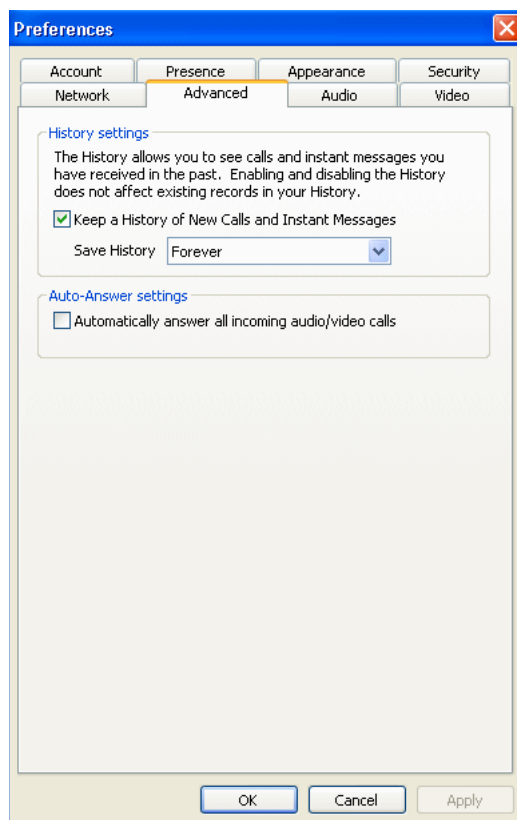 Preferences
Account Presence Appearance Security
Network Advanced Audio Video
History settings
The History allows you to see calls and instant messages you
have received in the past. Enabling and disabling the History
does not affect existing records in your History.
Keep a History of New Calls and Instant Messages
Save History Forever
Auto-Answer settings
Automatically answer all incoming audio/video calls
OK Cancel Apply